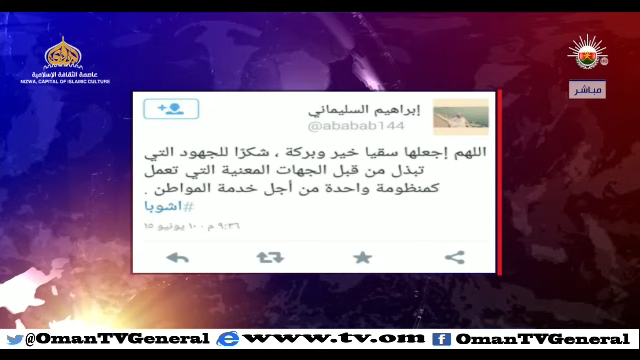 عاصمة الثقافة الإسلامية
NIZWA, CAPITAL OF ISLAMIC CULTURE
مباشر
إبراهيم السليماني
@ababab144
اللهم إجعلها سقيا خير وبركة ، شكرًا للجهود التي
تبذل من قبل الجهات المعنية التي تعمل
كمنظومة واحدة من أجل خدمة المواطن .
#اشوبا
٩:٣٦ م · ١٠ يونيو ١٥
@OmanTVGeneral www.tv.om OmanTVGeneral